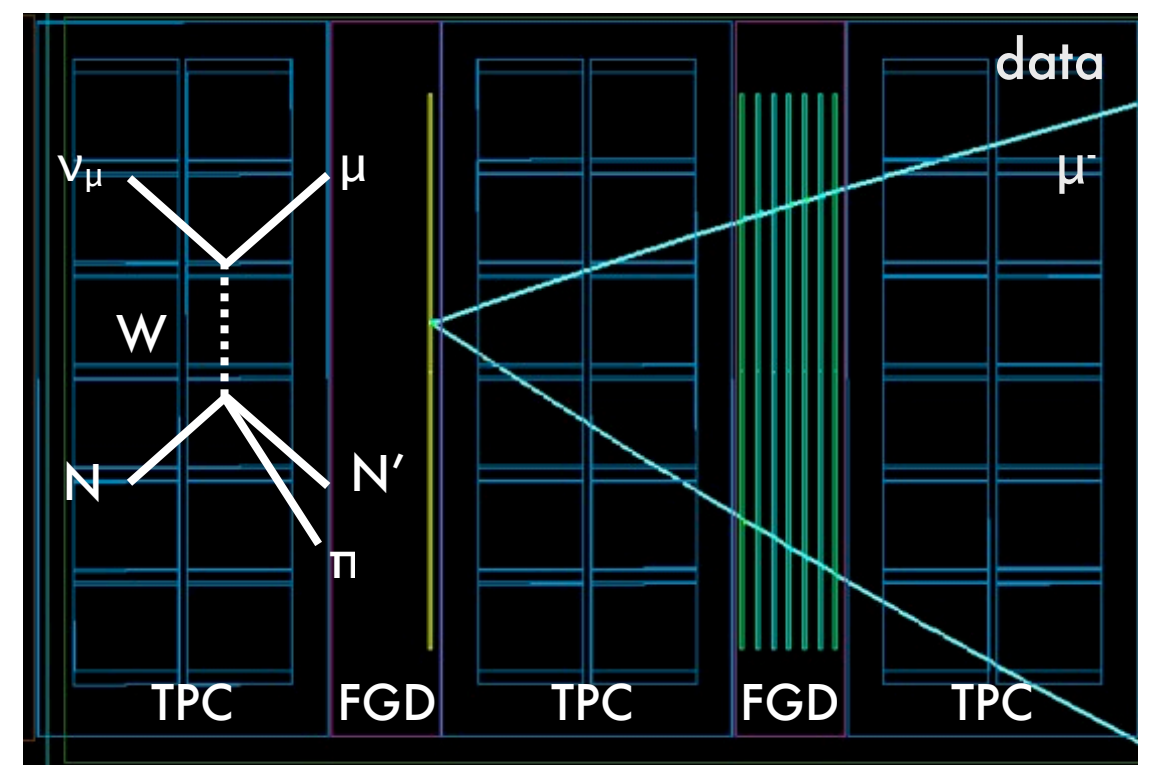 data
νμ
μ
μ-
W
N
N′
π
TPC FGD TPC FGD TPC